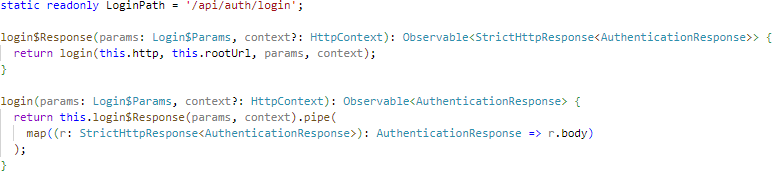 static readonly LoginPath = '/api/auth/login';
login$Response(params: Login$Params, context?: HttpContext): Observable<StrictHttpResponse<AuthenticationResponse>> {
return login(this.http, this.rootUrl, params, context);
}
login(params: Login$Params, context?: HttpContext): Observable<AuthenticationResponse> {
return this.login$Response(params, context).pipe(
map((r: StrictHttpResponse<AuthenticationResponse>): AuthenticationResponse => r.body)
);
}